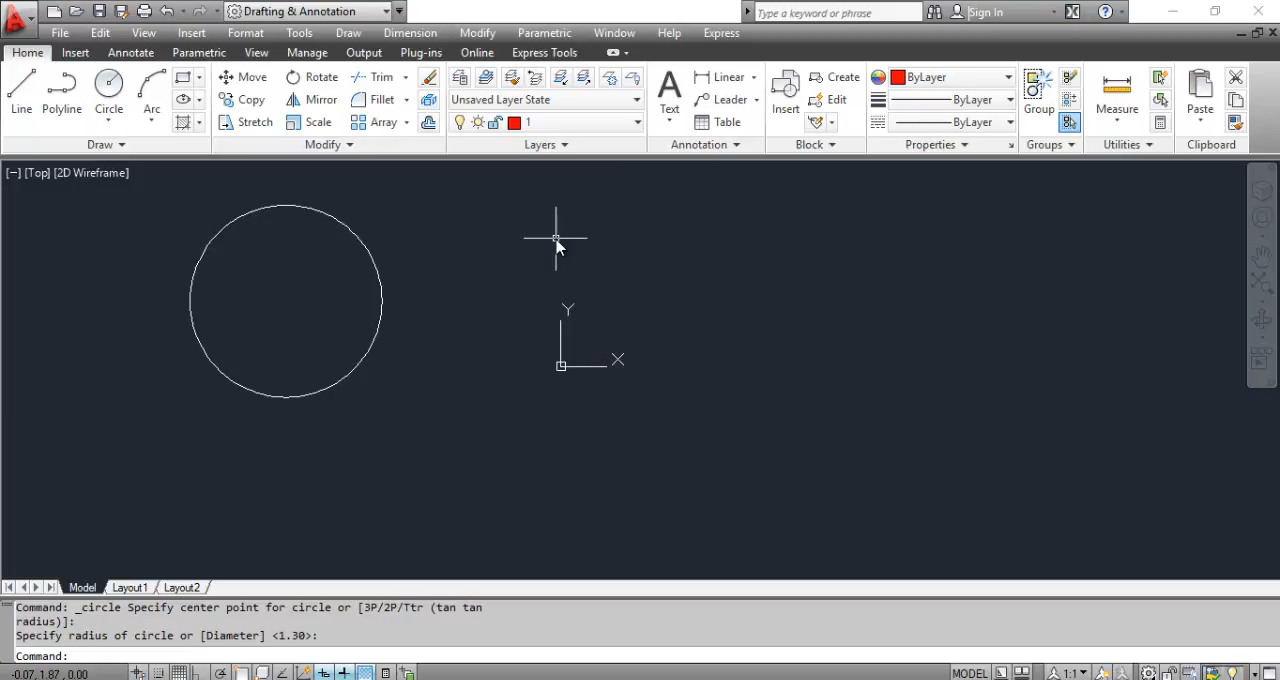 Drafting & Annotation
Type a keyword or phrase
Sign In
File Edit View Insert Format Tools Draw Dimension Modify Parametric Window Help Express
Home Insert Annotate Parametric View Manage Output Plug-ins Online Express Tools
Move Rotate Trim Linear Create ByLayer
Line Polyline Circle Arc Copy Mirror Fillet Unsaved Layer State Text Leader Insert Edit ByLayer Group Measure Paste
Stretch Scale Array 1 Table ByLayer
Draw Modify Layers Annotation Block Properties Groups Utilities Clipboard
[−] [Top] [2D Wireframe]
Y
X
Model Layout1 Layout2
Command: _circle Specify center point for circle or [3P/2P/Ttr (tan tan
radius)]:
Specify radius of circle or [Diameter] <1.30>:
Command:
-0.07, 1.87, 0.00 MODEL 1:1